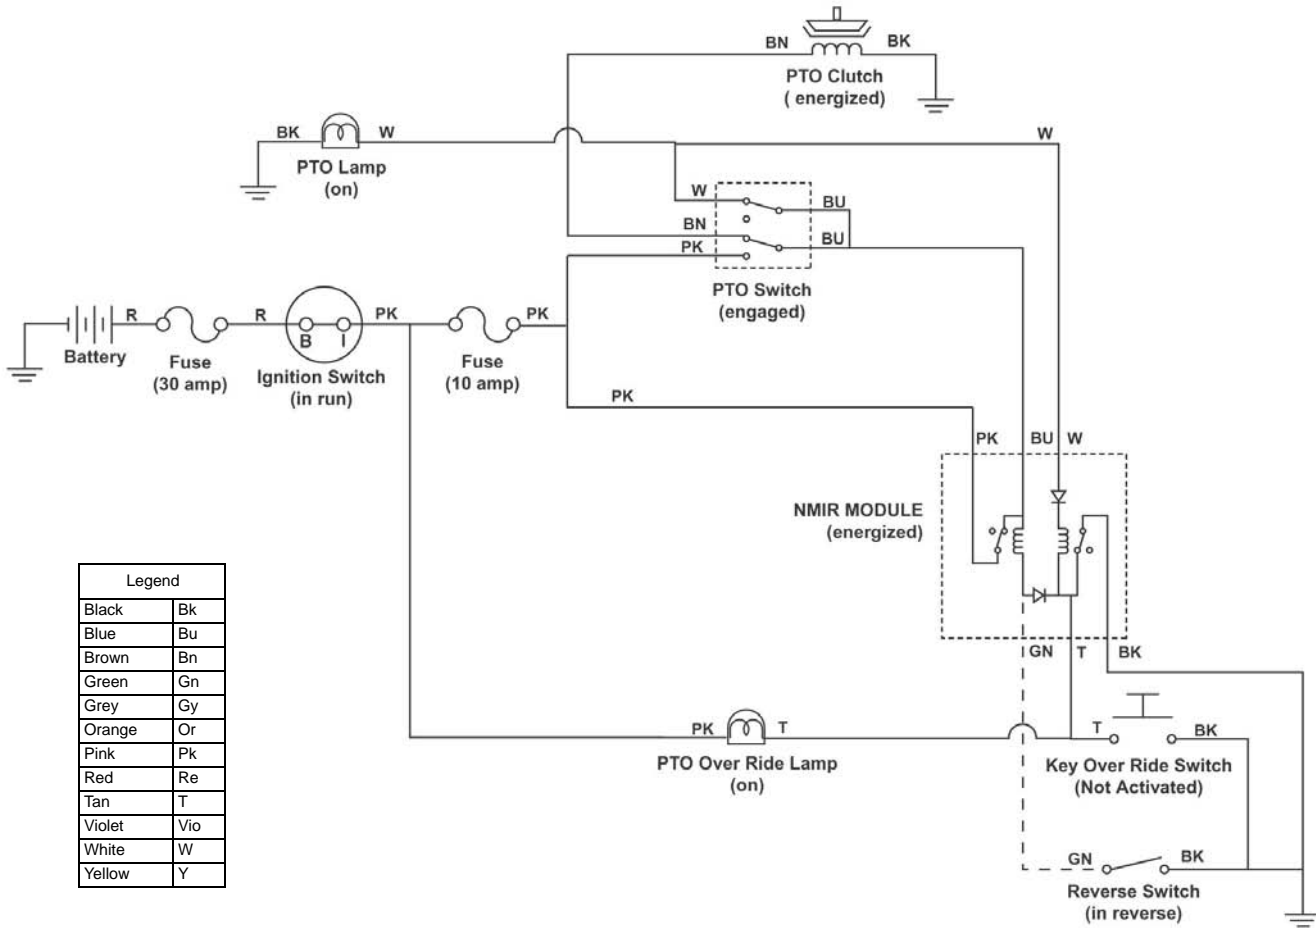 BN
BK
PTO Clutch
( energized)
BK
W
W
PTO Lamp
(on)
W
BU
BN
BU
PK
PTO Switch
(engaged)
R
R
PK
PK
B
I
Battery
Fuse
(30 amp)
Ignition Switch
(in run)
Fuse
(10 amp)
PK
PK
BU
W
NMIR MODULE
(energized)
GN
T
BK
PK
T
T
BK
PTO Over Ride Lamp
(on)
Key Over Ride Switch
(Not Activated)
GN
BK
Reverse Switch
(in reverse)
Legend
Black Bk
Blue Bu
Brown Bn
Green Gn
Grey Gy
Orange Or
Pink Pk
Red Re
Tan T
Violet Vio
White W
Yellow Y